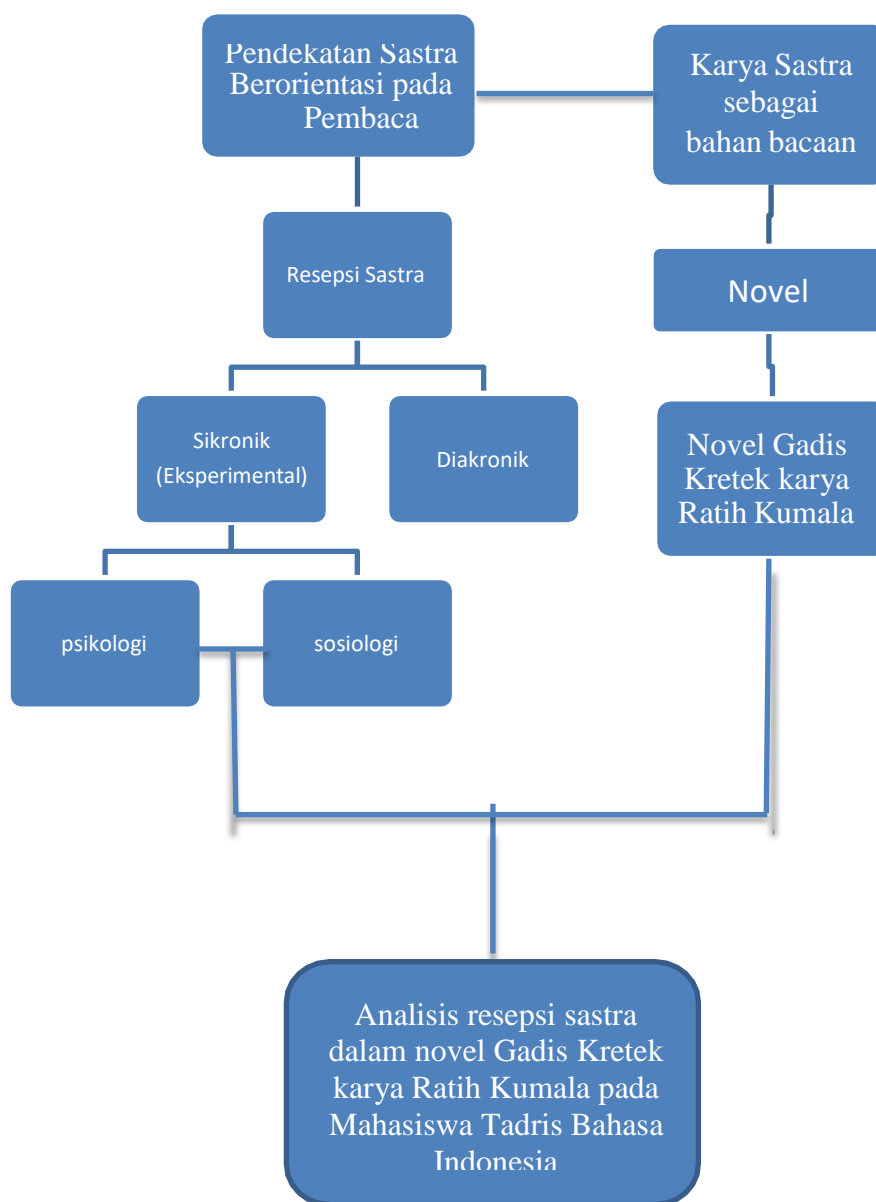 Pendekatan Sastra
Berorientasi pada
Pembaca
Karya Sastra
sebagai
bahan bacaan
Resepsi Sastra
Novel
Sikronik
(Eksperimental)
Diakronik
Novel Gadis
Kretek karya
Ratih Kumala
psikologi
sosiologi
Analisis resepsi sastra
dalam novel Gadis Kretek
karya Ratih Kumala pada
Mahasiswa Tadris Bahasa
Indonesia